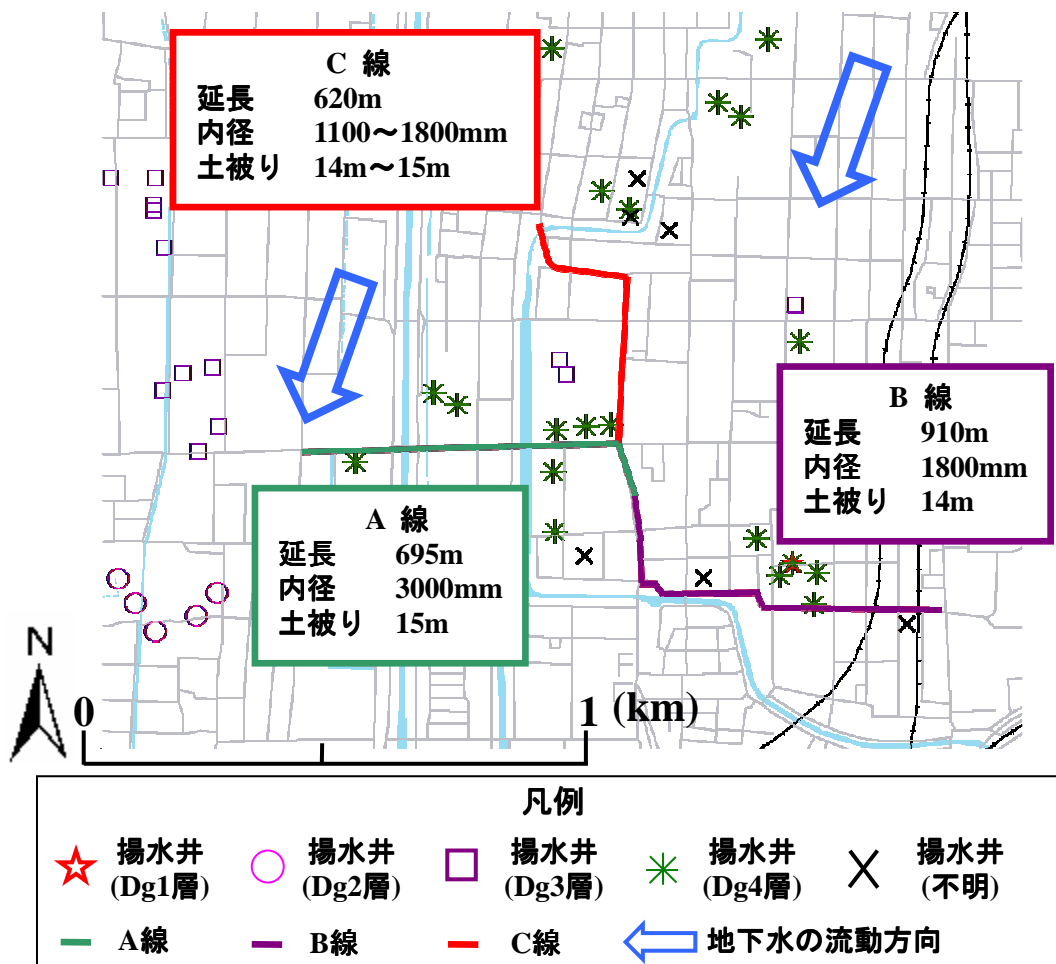 C 線
延長 620m
内径 1100～1800mm
土被り 14m～15m
B 線
延長 910m
内径 1800mm
土被り 14m
A 線
延長 695m
内径 3000mm
土被り 15m
N
0 1 (km)
凡例
揚水井 揚水井 揚水井 揚水井 揚水井
(Dg1層) (Dg2層) (Dg3層) (Dg4層) (不明)
A線 B線 C線 地下水の流動方向